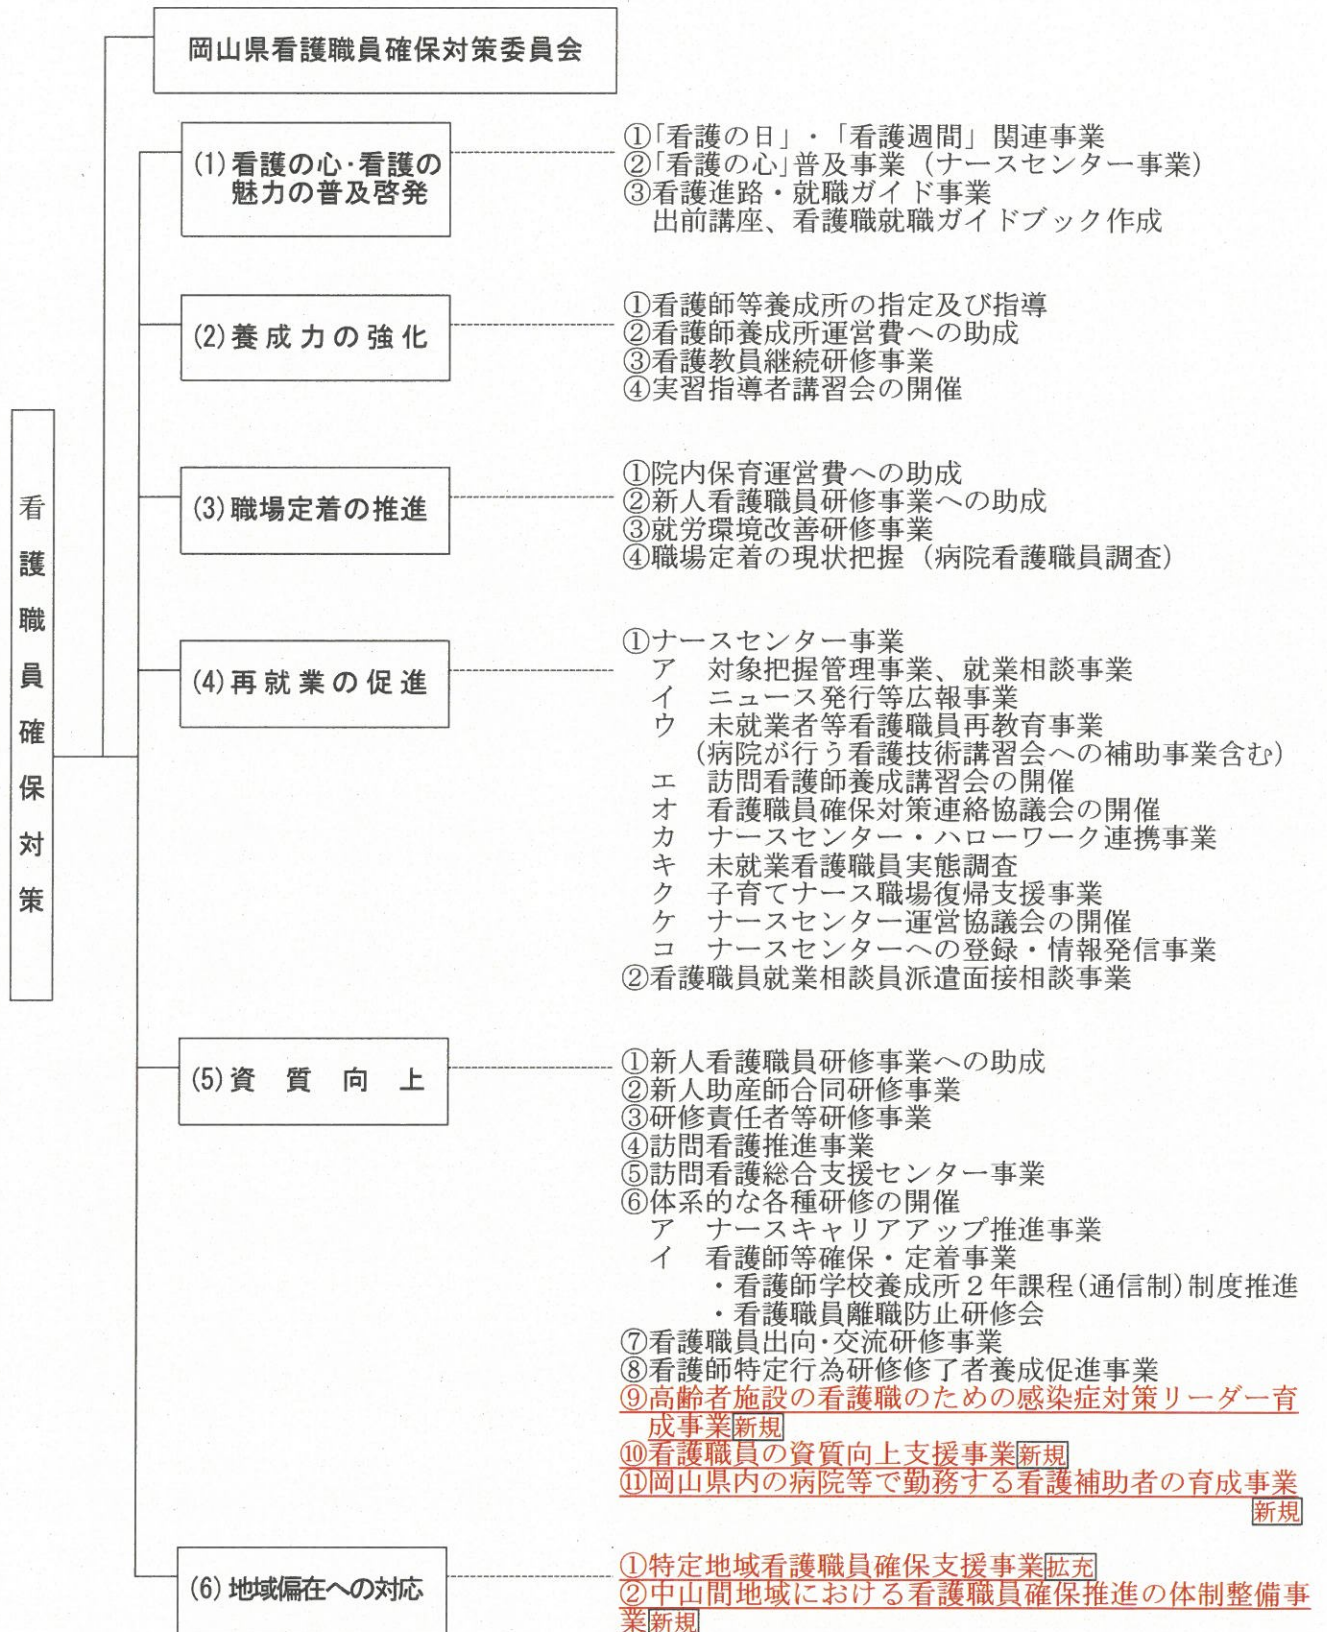 岡山県看護職員確保対策委員会
看護職員確保対策
(1)看護の心・看護の
魅力の普及啓発
①「看護の日」・「看護週間」関連事業
②「看護の心」普及事業（ナースセンター事業）
③看護進路・就職ガイド事業
出前講座、看護職就職ガイドブック作成
(2)養成力の強化
①看護師等養成所の指定及び指導
②看護師養成所運営費への助成
③看護教員継続研修事業
④実習指導者講習会の開催
(3)職場定着の推進
①院内保育運営費への助成
②新人看護職員研修事業への助成
③就労環境改善研修事業
④職場定着の現状把握（病院看護職員調査）
(4)再就業の促進
①ナースセンター事業
ア　対象把握管理事業、就業相談事業
イ　ニュース発行等広報事業
ウ　未就業者等看護職員再教育事業
（病院が行う看護技術講習会への補助事業含む）
エ　訪問看護師養成講習会の開催
オ　看護職員確保対策連絡協議会の開催
カ　ナースセンター・ハローワーク連携事業
キ　未就業看護職員実態調査
ク　子育てナース職場復帰支援事業
ケ　ナースセンター運営協議会の開催
コ　ナースセンターへの登録・情報発信事業
②看護職員就業相談員派遣面接相談事業
(5)資質向上
①新人看護職員研修事業への助成
②新人助産師合同研修事業
③研修責任者等研修事業
④訪問看護推進事業
⑤訪問看護総合支援センター事業
⑥体系的な各種研修の開催
ア　ナースキャリアアップ推進事業
イ　看護師等確保・定着事業
・看護師学校養成所２年課程(通信制)制度推進
・看護職員離職防止研修会
⑦看護職員出向・交流研修事業
⑧看護師特定行為研修修了者養成促進事業
⑨高齢者施設の看護職のための感染症対策リーダー育
成事業新規
⑩看護職員の資質向上支援事業新規
⑪岡山県内の病院等で勤務する看護補助者の育成事業
新規
(6)地域偏在への対応
①特定地域看護職員確保支援事業拡充
②中山間地域における看護職員確保推進の体制整備事
業新規